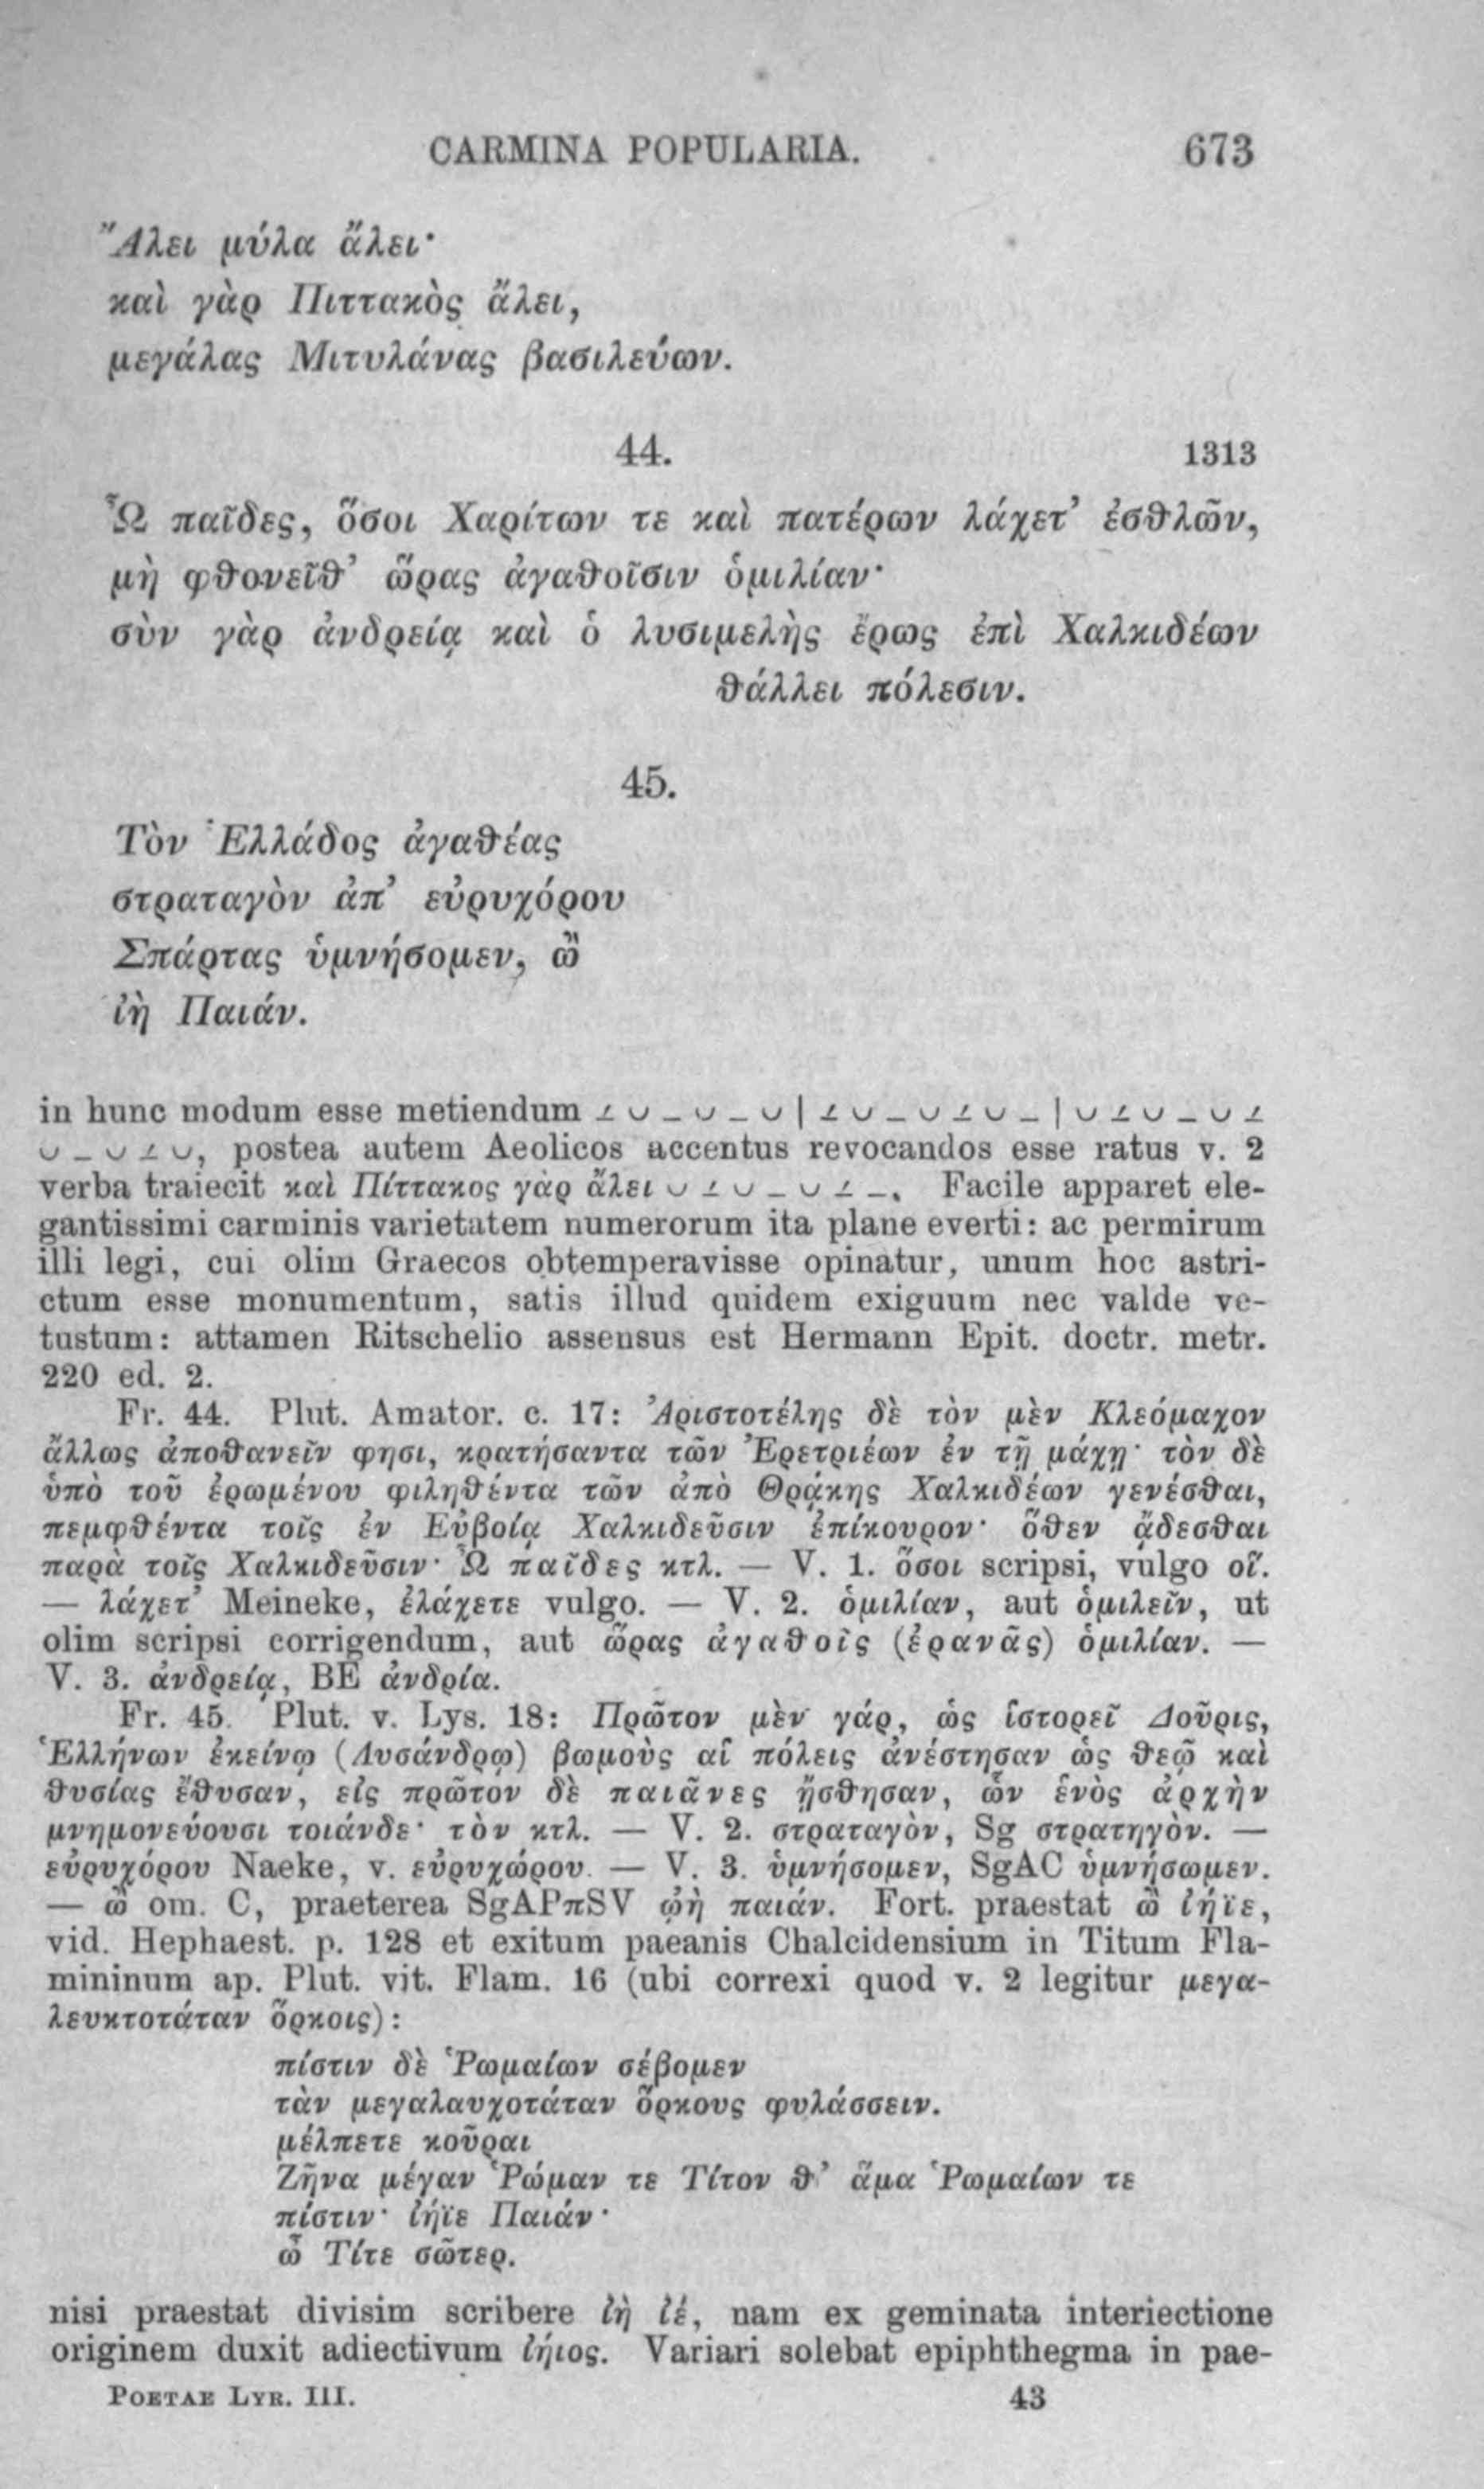 CARMINA POPULARIA. 673
Ἄλει μύλα ἄλει·
καὶ γὰρ Πιττακὸς ἄλει,
μεγάλας Μιτυλάνας βασιλεύων.
44. 1313
Ὦ παῖδες, ὅσοι Χαρίτων τε καὶ πατέρων λάχετ’ ἐσθλῶν,
μὴ φθονεῖθ’ ὥρας ἀγαθοῖσιν ὁμιλίαν·
σὺν γὰρ ἀνδρείᾳ καὶ ὁ λυσιμελὴς ἔρως ἐπὶ Χαλκιδέων
θάλλει πόλεσιν.
45.
Τὸν Ἑλλάδος ἀγαθέας
στραταγὸν ἀπ’ εὐρυχόρου
Σπάρτας ὑμνήσομεν, ὢ
ἰὴ Παιάν.
in hunc modum esse metiendum ⏤́ ∪ – ∪ – ∪ | ⏤́ ∪ – ∪ ⏤́ ∪ – | ∪ ⏤́ ∪ – ∪ ⏤́
∪ – ∪ ⏤́ ∪, postea autem Aeolicos accentus revocandos esse ratus v. 2
verba traiecit καὶ Πίττακος γὰρ ἄλει ∪ ⏤́ ∪ – ∪ ⏤́ –. Facile apparet ele-
gantissimi carminis varietatem numerorum ita plane everti: ac permirum
illi legi, cui olim Graecos obtemperavisse opinatur, unum hoc astri-
ctum esse monumentum, satis illud quidem exiguum nec valde ve-
tustum: attamen Ritschelio assensus est Hermann Epit. doctr. metr.
220 ed. 2.
Fr. 44. Plut. Amator. c. 17: Ἀριστοτέλης δὲ τὸν μὲν Κλεόμαχον
ἄλλως ἀποθανεῖν φησι, κρατήσαντα τῶν Ἐρετριέων ἐν τῇ μάχῃ· τὸν δὲ
ὑπὸ τοῦ ἐρωμένου φιληθέντα τῶν ἀπὸ Θρᾴκης Χαλκιδέων γενέσθαι,
πεμφθέντα τοῖς ἐν Εὐβοίᾳ Χαλκιδεῦσιν ἐπίκουρον· ὅθεν ᾄδεσθαι
παρὰ τοῖς Χαλκιδεῦσιν· Ὦ παῖδες κτλ. — V. 1. ὅσοι scripsi, vulgo οἵ.
— λάχετ’ Meineke, ἐλάχετε vulgo. — V. 2. ὁμιλίαν, aut ὁμιλεῖν, ut
olim scripsi corrigendum, aut ὥρας ἀγαθοῖς (ἐρανᾶς) ὁμιλίαν. —
V. 3. ἀνδρείᾳ, BE ἀνδρία.
Fr. 45. Plut. v. Lys. 18: Πρῶτον μὲν γάρ, ὡς ἱστορεῖ Δοῦρις,
Ἑλλήνων ἐκείνῳ (Λυσάνδρῳ) βωμοὺς αἱ πόλεις ἀνέστησαν ὡς θεῷ καὶ
θυσίας ἔθυσαν, εἰς πρῶτον δὲ παιᾶνες ᾔσθησαν, ὧν ἑνὸς ἀρχὴν
μνημονεύουσι τοιάνδε· τὸν κτλ. — V. 2. στραταγὸν, Sg στρατηγὸν. —
εὐρυχόρου Naeke, v. εὐρυχώρου. — V. 3. ὑμνήσομεν, SgAC ὑμνήσωμεν.
— ὢ om. C, praeterea SgAPπSV ᾠὴ παιάν. Fort. praestat ὢ ἰήϊε,
vid. Hephaest. p. 128 et exitum paeanis Chalcidensium in Titum Fla-
mininum ap. Plut. vit. Flam. 16 (ubi correxi quod v. 2 legitur μεγα-
λευκτοτάταν ὅρκοις):
πίστιν δὲ Ῥωμαίων σέβομεν
τὰν μεγαλαυχοτάταν ὅρκους φυλάσσειν.
μέλπετε κοῦραι
Ζῆνα μέγαν Ῥώμαν τε Τίτον θ’ ἅμα Ῥωμαίων τε
πίστιν· ἰήϊε Παιάν·
ὦ Τίτε σῶτερ.
nisi praestat divisim scribere ἰὴ ἰέ, nam ex geminata interiectione
originem duxit adiectivum ἰήιος. Variari solebat epiphthegma in pae-
POETAE LYR. III. 43